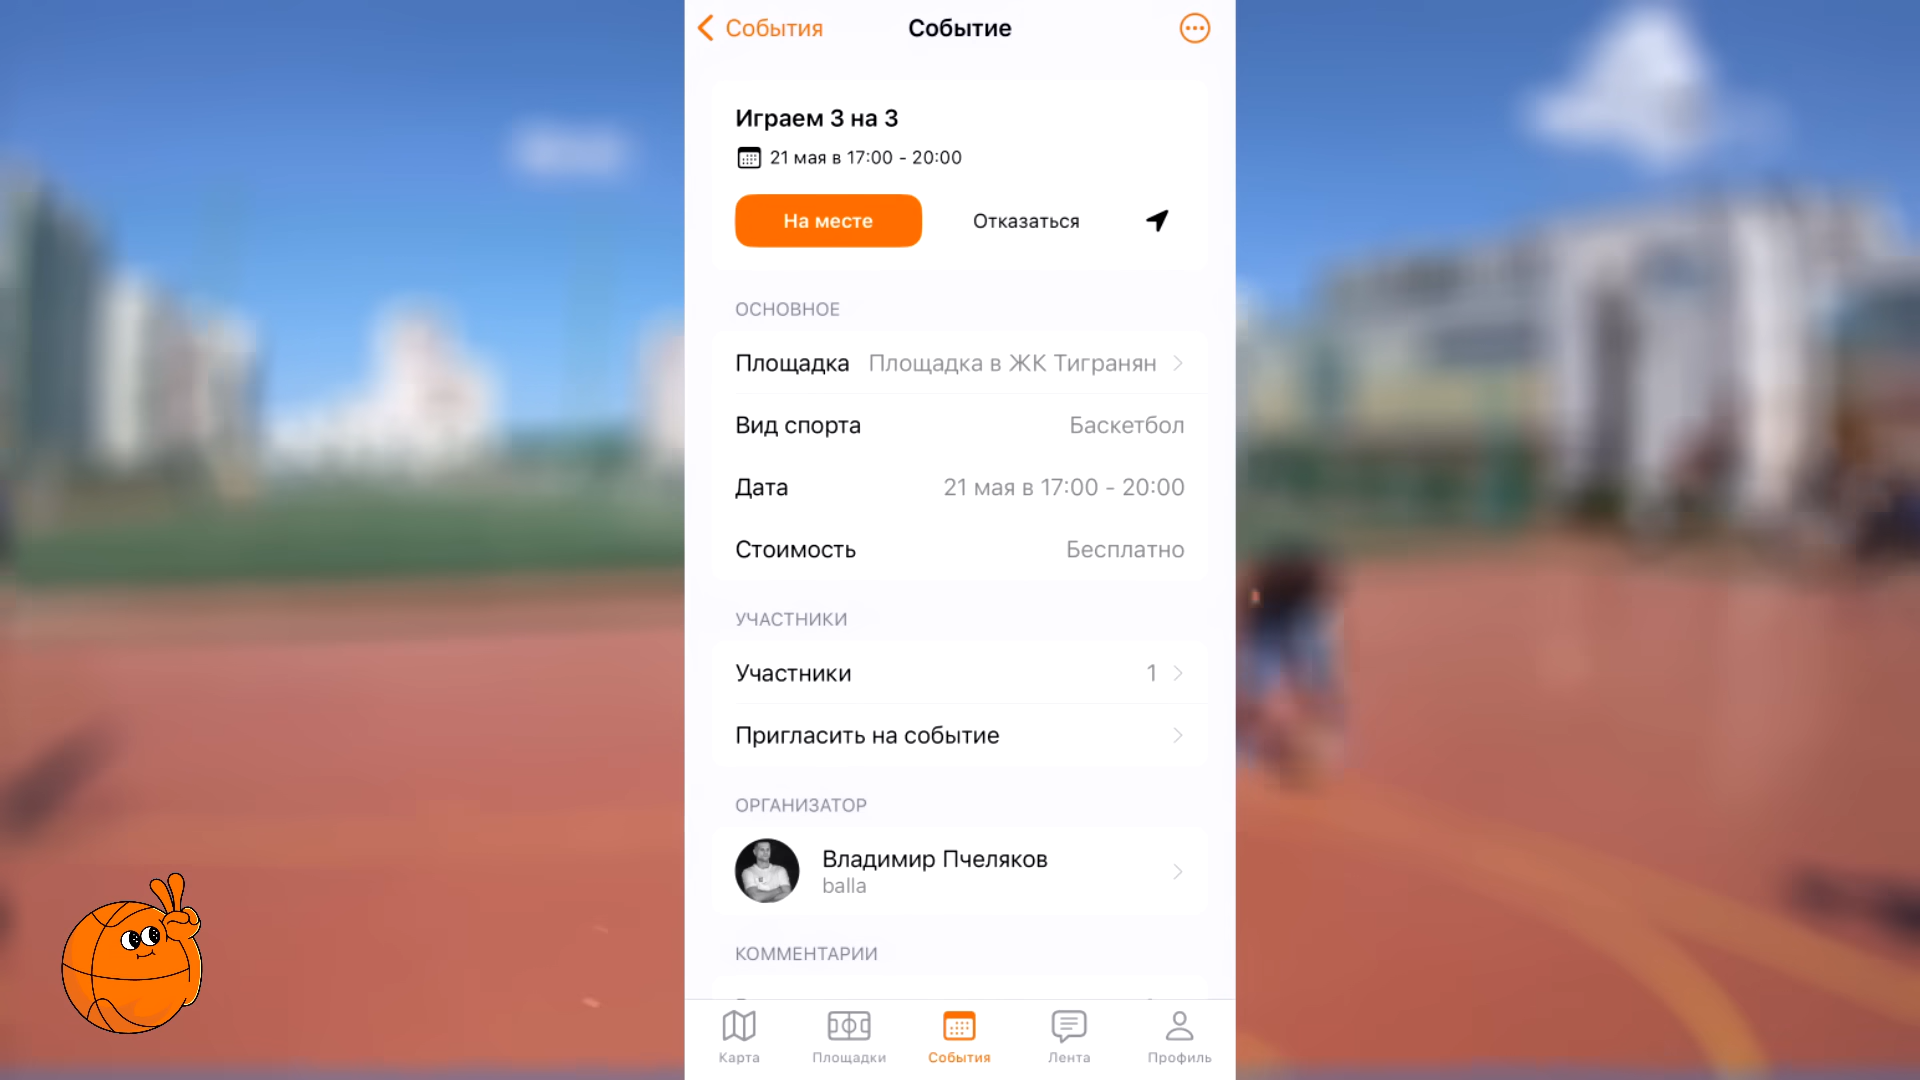 События
Событие
Играем 3 на 3
21 мая в 17:00 - 20:00
На месте
Отказаться
ОСНОВНОЕ
Площадка Площадка в ЖК Тигранян
Вид спорта Баскетбол
Дата 21 мая в 17:00 - 20:00
Стоимость Бесплатно
УЧАСТНИКИ
Участники 1
Пригласить на событие
ОРГАНИЗАТОР
Владимир Пчеляков
balla
КОММЕНТАРИИ
Карта
Площадки
События
Лента
Профиль